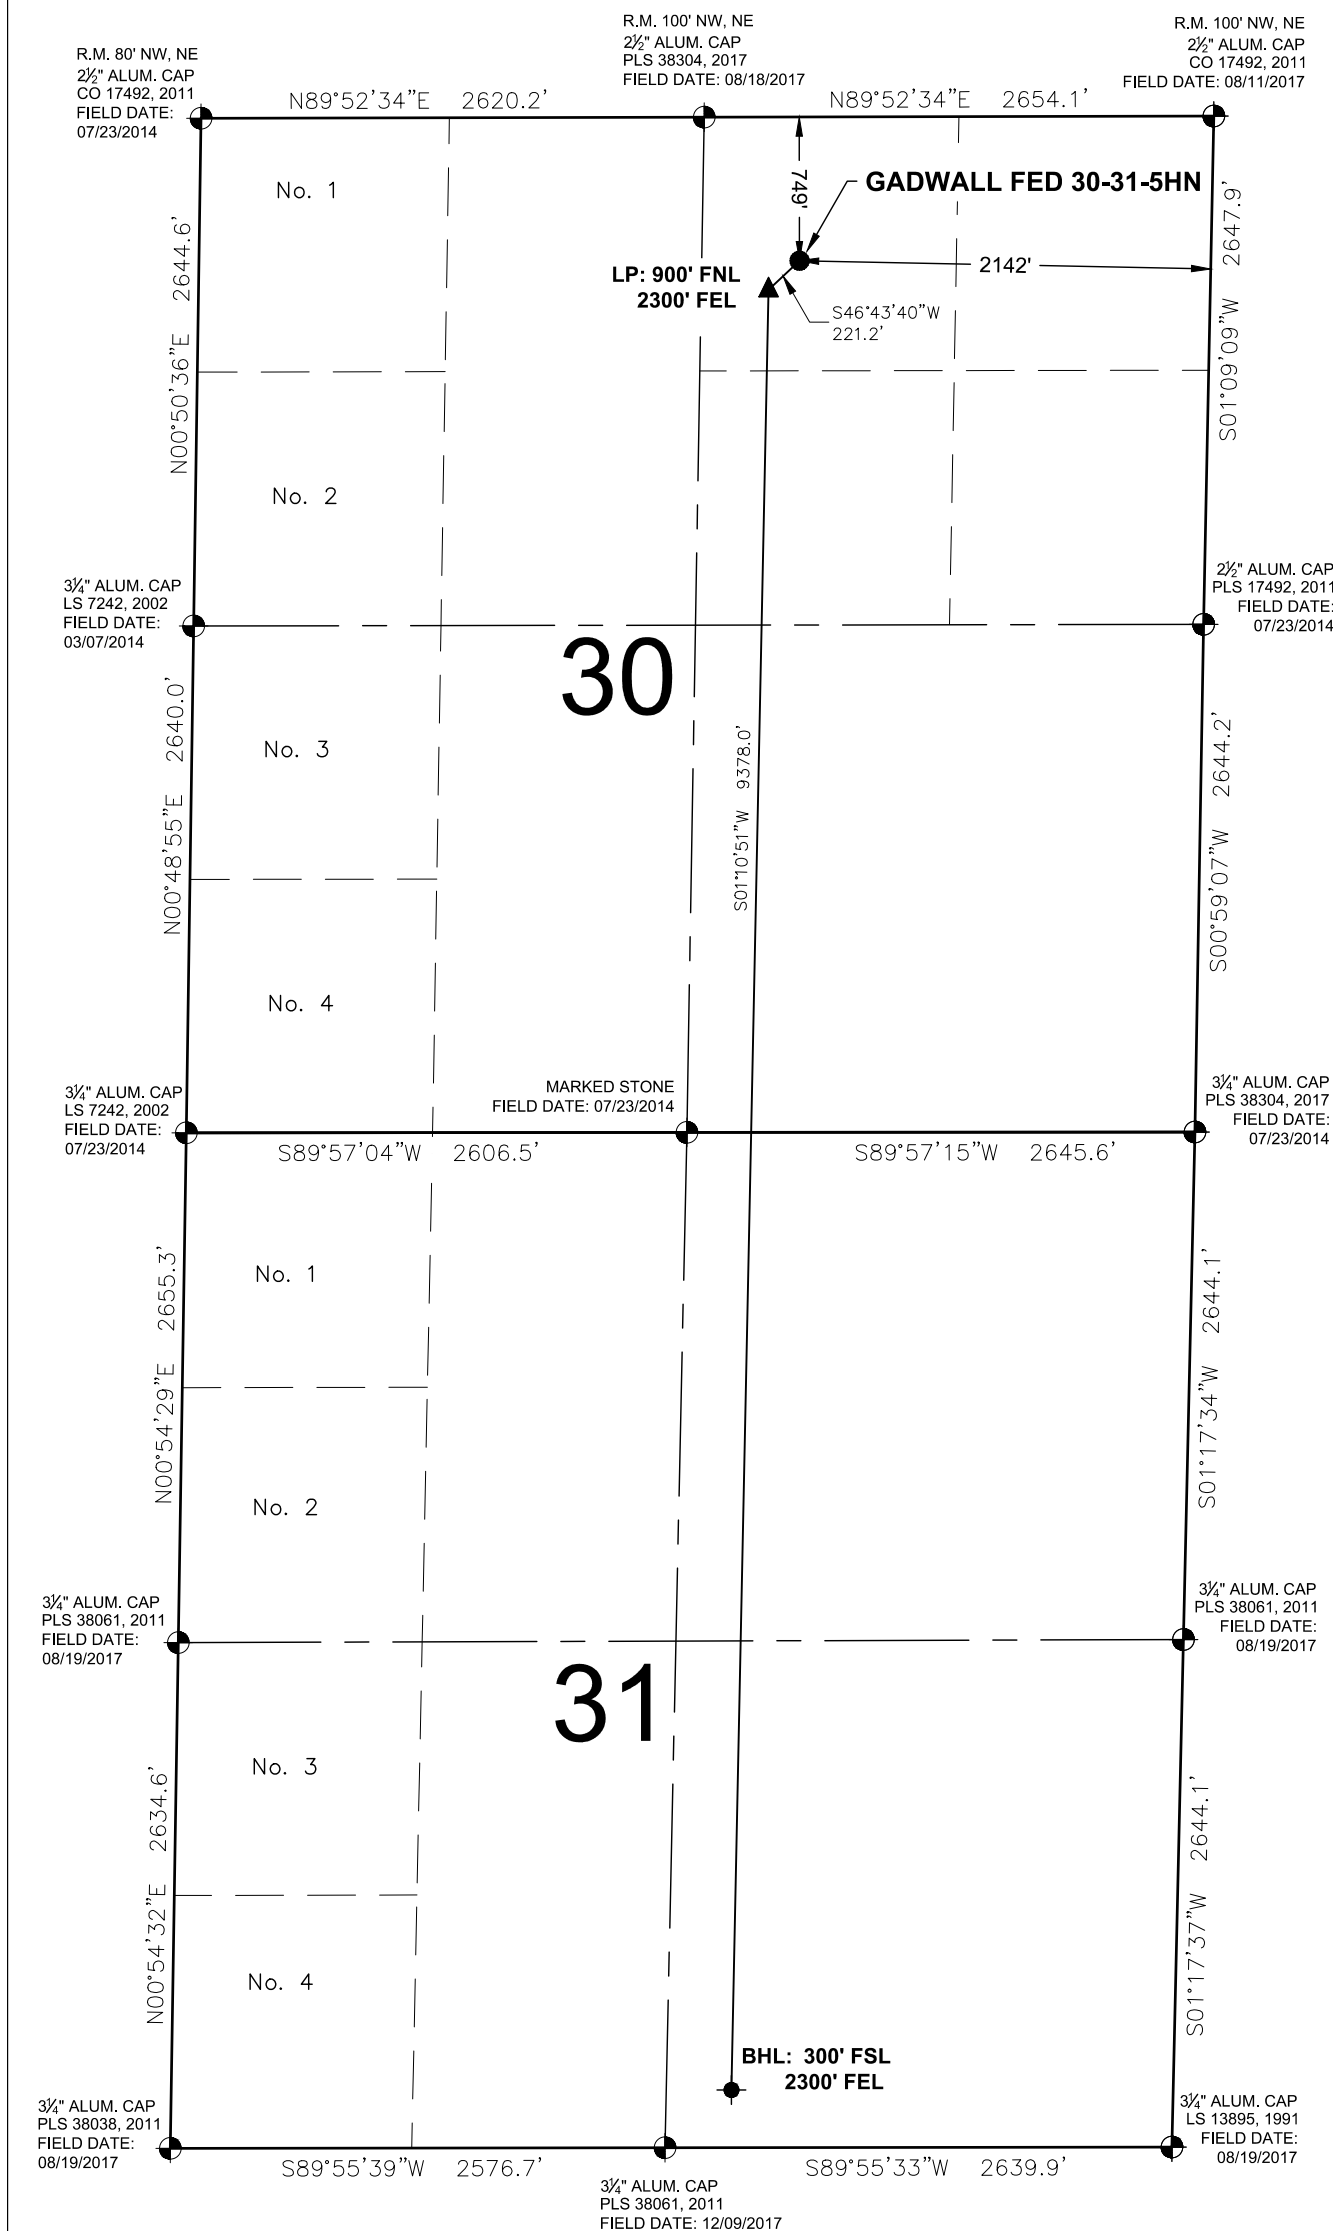 R.M. 80' NW, NE
2½" ALUM. CAP
CO 17492, 2011
FIELD DATE:
07/23/2014
R.M. 100' NW, NE
2½" ALUM. CAP
PLS 38304, 2017
FIELD DATE: 08/18/2017
R.M. 100' NW, NE
2½" ALUM. CAP
CO 17492, 2011
FIELD DATE: 08/11/2017
N89°52'34"E 2620.2'
N89°52'34"E 2654.1'
No. 1
749'
GADWALL FED 30-31-5HN
2142'
LP: 900' FNL
2300' FEL
S46°43'40"W
221.2'
N00°50'36"E 2644.6'
S01°09'09"W 2647.9'
No. 2
3¼" ALUM. CAP
LS 7242, 2002
FIELD DATE:
03/07/2014
2½" ALUM. CAP
PLS 17492, 2011
FIELD DATE:
07/23/2014
30
No. 3
N00°48'55"E 2640.0'
S01°10'51"W 9378.0'
S00°59'07"W 2644.2'
No. 4
3¼" ALUM. CAP
LS 7242, 2002
FIELD DATE:
07/23/2014
MARKED STONE
FIELD DATE: 07/23/2014
3¼" ALUM. CAP
PLS 38304, 2017
FIELD DATE:
07/23/2014
S89°57'04"W 2606.5'
S89°57'15"W 2645.6'
No. 1
N00°54'29"E 2655.3'
S01°17'34"W 2644.1'
No. 2
3¼" ALUM. CAP
PLS 38061, 2011
FIELD DATE:
08/19/2017
3¼" ALUM. CAP
PLS 38061, 2011
FIELD DATE:
08/19/2017
31
No. 3
N00°54'32"E 2634.6'
S01°17'37"W 2644.1'
No. 4
BHL: 300' FSL
2300' FEL
3¼" ALUM. CAP
PLS 38038, 2011
FIELD DATE:
08/19/2017
3¼" ALUM. CAP
LS 13895, 1991
FIELD DATE:
08/19/2017
S89°55'39"W 2576.7'
S89°55'33"W 2639.9'
3¼" ALUM. CAP
PLS 38061, 2011
FIELD DATE: 12/09/2017